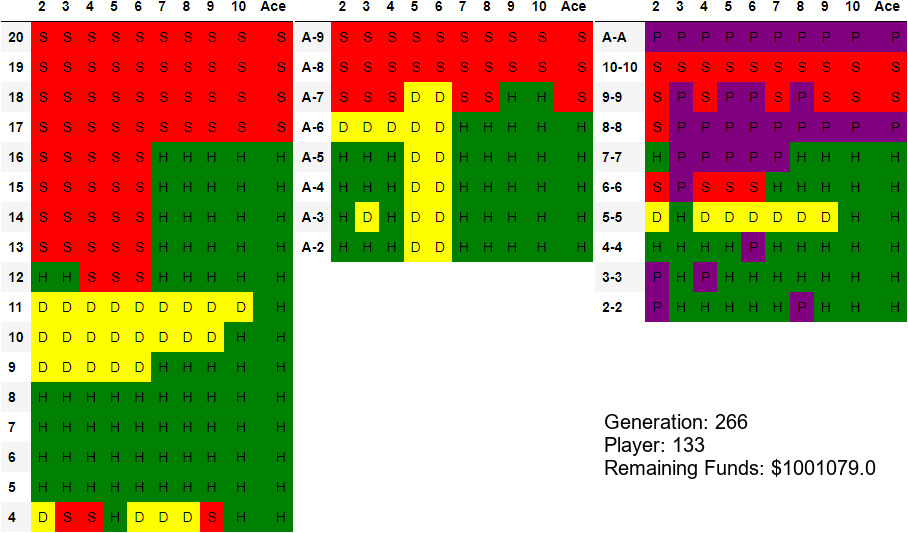 2 3 4 5 6 7 8 9 10 Ace
20 S S S S S S S S S S
19 S S S S S S S S S S
18 S S S S S S S S S S
17 S S S S S S S S S S
16 S S S S S H H H H H
15 S S S S S H H H H H
14 S S S S S H H H H H
13 S S S S S H H H H H
12 H H S S S H H H H H
11 D D D D D D D D D H
10 D D D D D D D D H H
9 D D D D D H H H H H
8 H H H H H H H H H H
7 H H H H H H H H H H
6 H H H H H H H H H H
5 H H H H H H H H H H
4 D S S H D D D S H H
2 3 4 5 6 7 8 9 10 Ace
A-9 S S S S S S S S S S
A-8 S S S S S S S S S S
A-7 S S S D D S S H H S
A-6 D D D D D H H H H H
A-5 H H H D D H H H H H
A-4 H H H D D H H H H H
A-3 H D H D D H H H H H
A-2 H H H D D H H H H H
2 3 4 5 6 7 8 9 10 Ace
A-A P P P P P P P P P P
10-10 S S S S S S S S S S
9-9 S P S P P S P S S S
8-8 S P P P P P P P P P
7-7 H P P P P P H H H H
6-6 S P S S S H H H H H
5-5 D H D D D D D D H H
4-4 H H H H P H H H H H
3-3 P H P H H H H H H H
2-2 P H H H H H P H H H
Generation: 266
Player: 133
Remaining Funds: $1001079.0